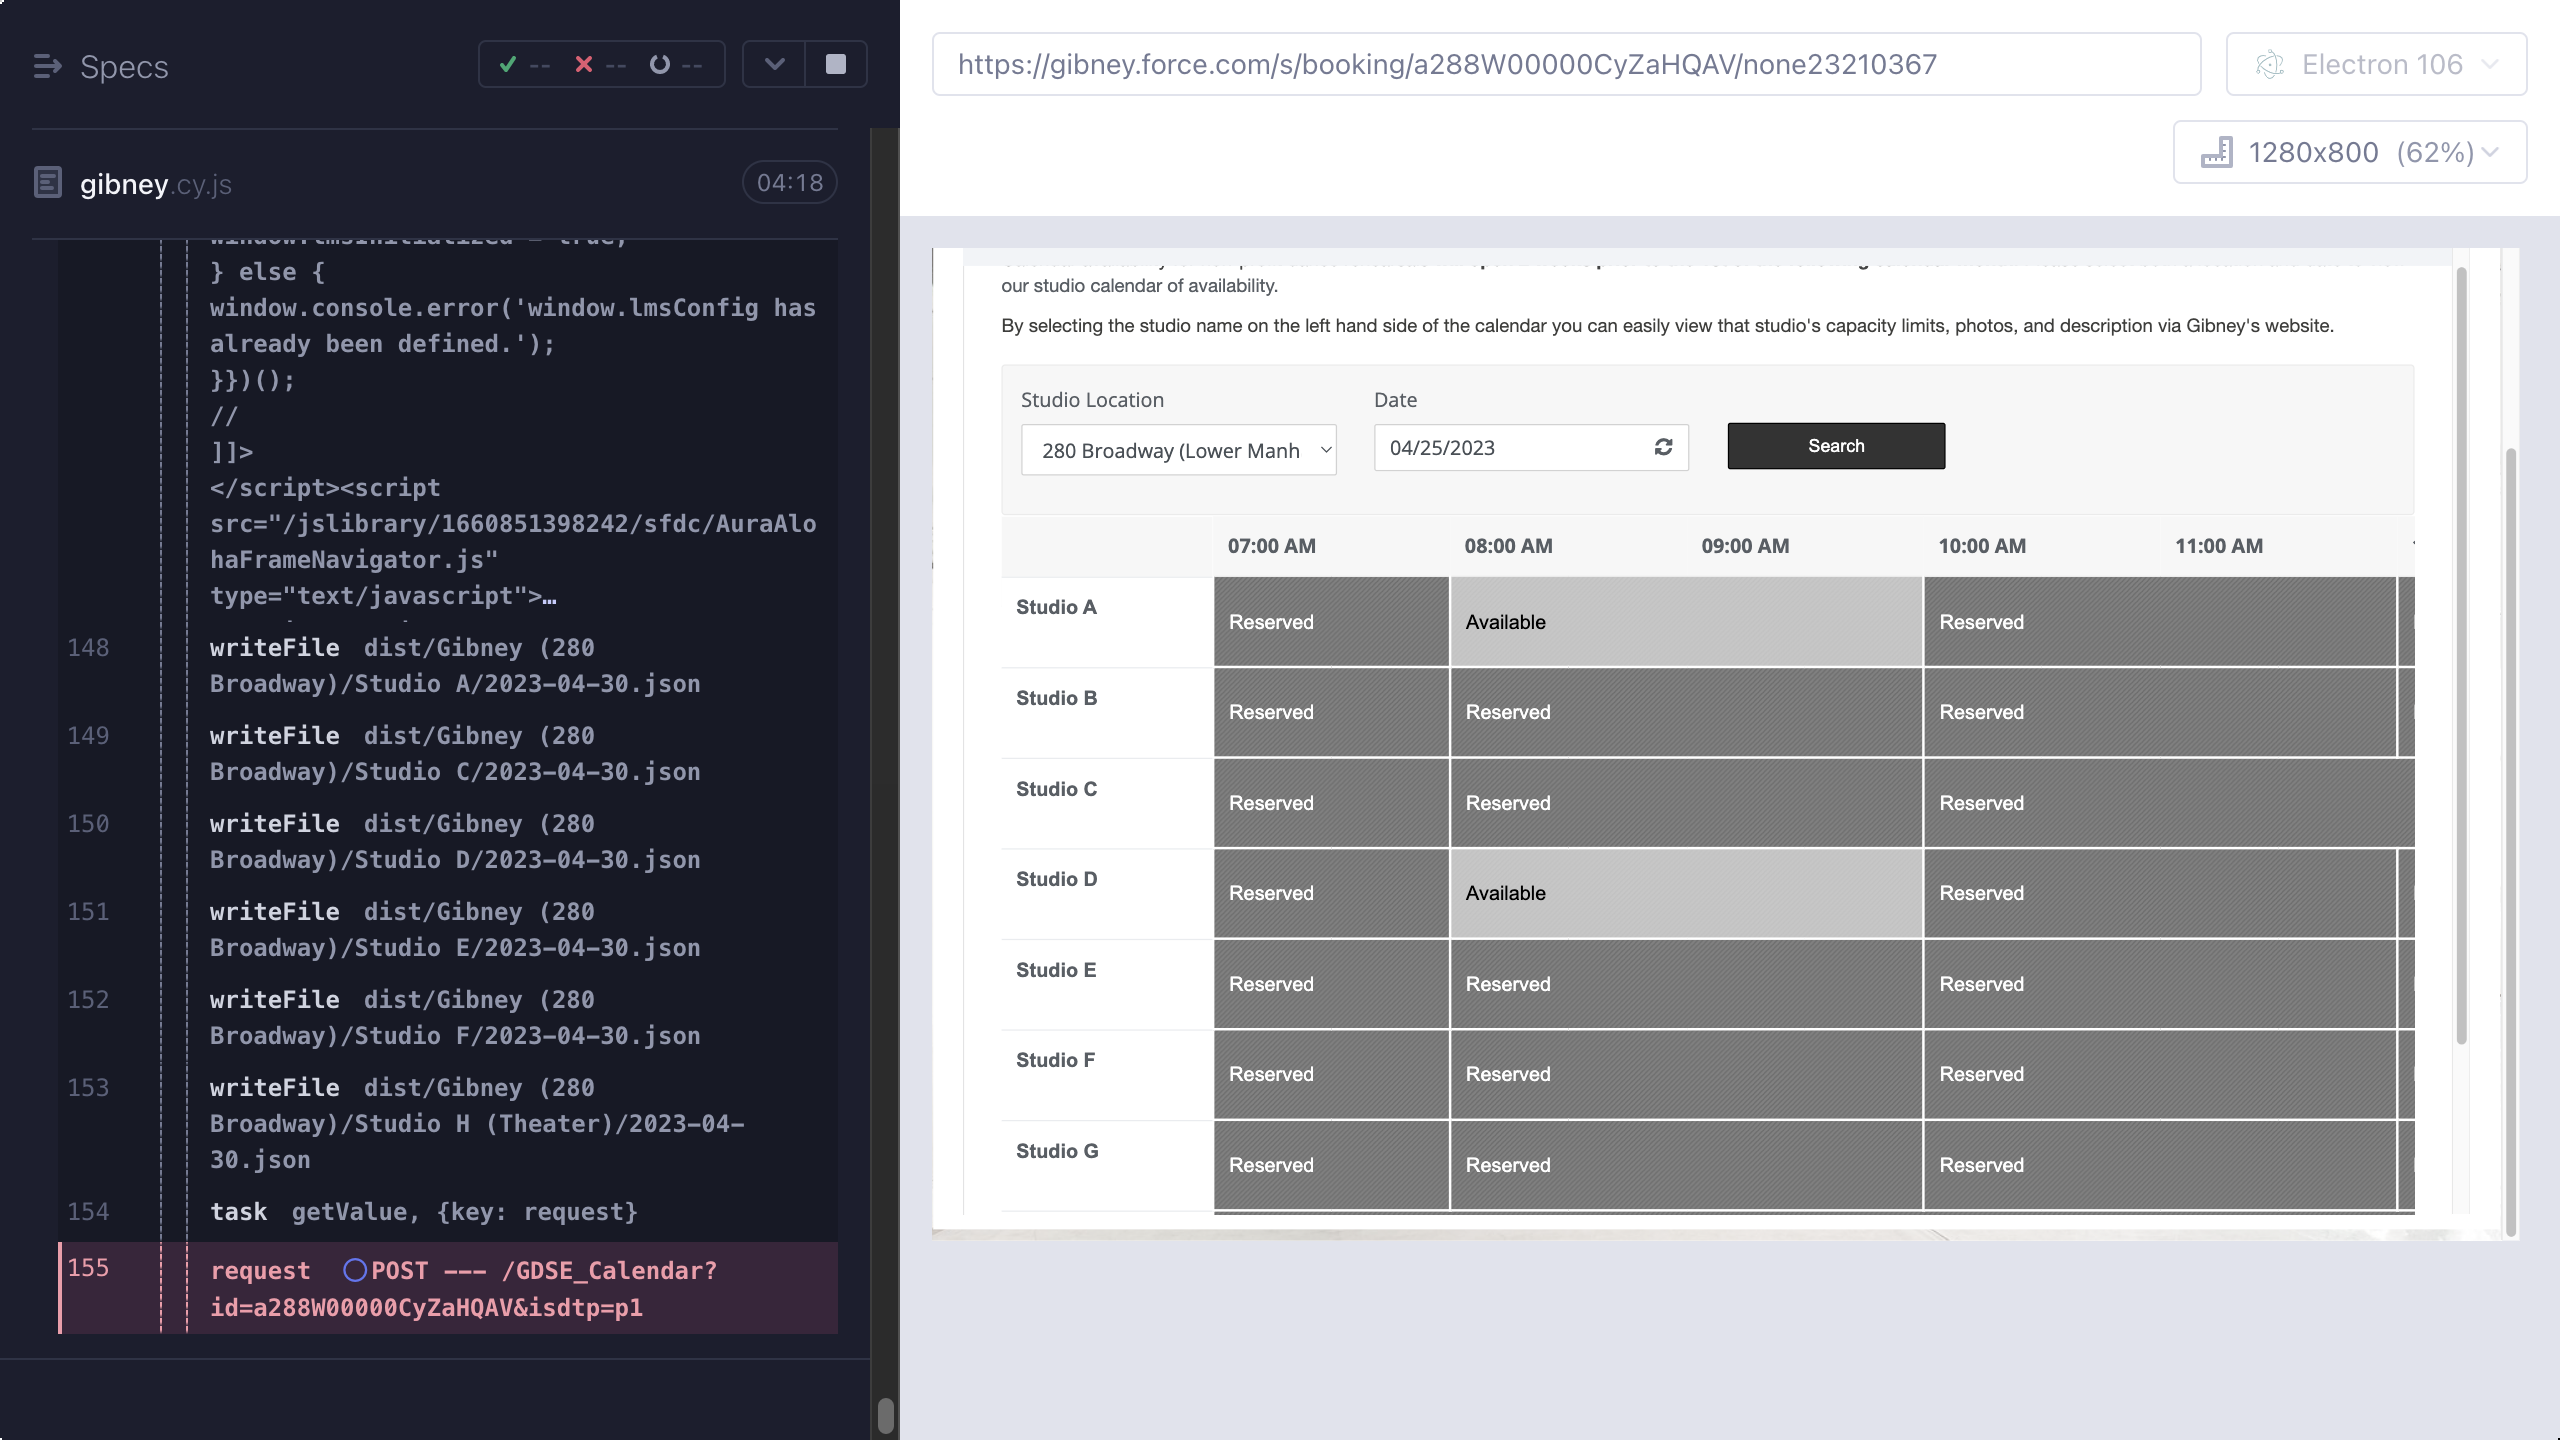 Specs
--
--
--
gibney.cy.js
04:18
window.lmsInitialized = true;
} else {
window.console.error('window.lmsConfig has
already been defined.');
}})();
//
]]>
</script><script
src="/jslibrary/1660851398242/sfdc/AuraAlo
haFrameNavigator.js"
type="text/javascript">…
148 writeFile dist/Gibney (280
Broadway)/Studio A/2023-04-30.json
149 writeFile dist/Gibney (280
Broadway)/Studio C/2023-04-30.json
150 writeFile dist/Gibney (280
Broadway)/Studio D/2023-04-30.json
151 writeFile dist/Gibney (280
Broadway)/Studio E/2023-04-30.json
152 writeFile dist/Gibney (280
Broadway)/Studio F/2023-04-30.json
153 writeFile dist/Gibney (280
Broadway)/Studio H (Theater)/2023-04-
30.json
154 task getValue, {key: request}
155 request POST --- /GDSE_Calendar?
id=a288W00000CyZaHQAV&isdtp=p1
https://gibney.force.com/s/booking/a288W00000CyZaHQAV/none23210367
Electron 106
1280x800 (62%)
our studio calendar of availability.
By selecting the studio name on the left hand side of the calendar you can easily view that studio's capacity limits, photos, and description via Gibney's website.
Studio Location
Date
280 Broadway (Lower Manh
04/25/2023
Search
07:00 AM 08:00 AM 09:00 AM 10:00 AM 11:00 AM
Studio A Reserved Available Reserved
Studio B Reserved Reserved Reserved
Studio C Reserved Reserved Reserved
Studio D Reserved Available Reserved
Studio E Reserved Reserved Reserved
Studio F Reserved Reserved Reserved
Studio G Reserved Reserved Reserved